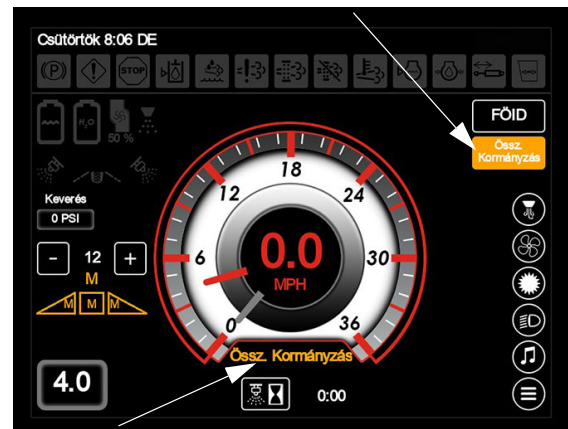 Csütörtök 8:06 DE
(P)
STOP
H₂O
50 %
FÖID
Össz.
Kormányzás
Keverés
0 PSI
- 12 +
M
M M M
0
6
12
18
24
30
36
0.0
MPH
Össz. Kormányzás
4.0
0:00